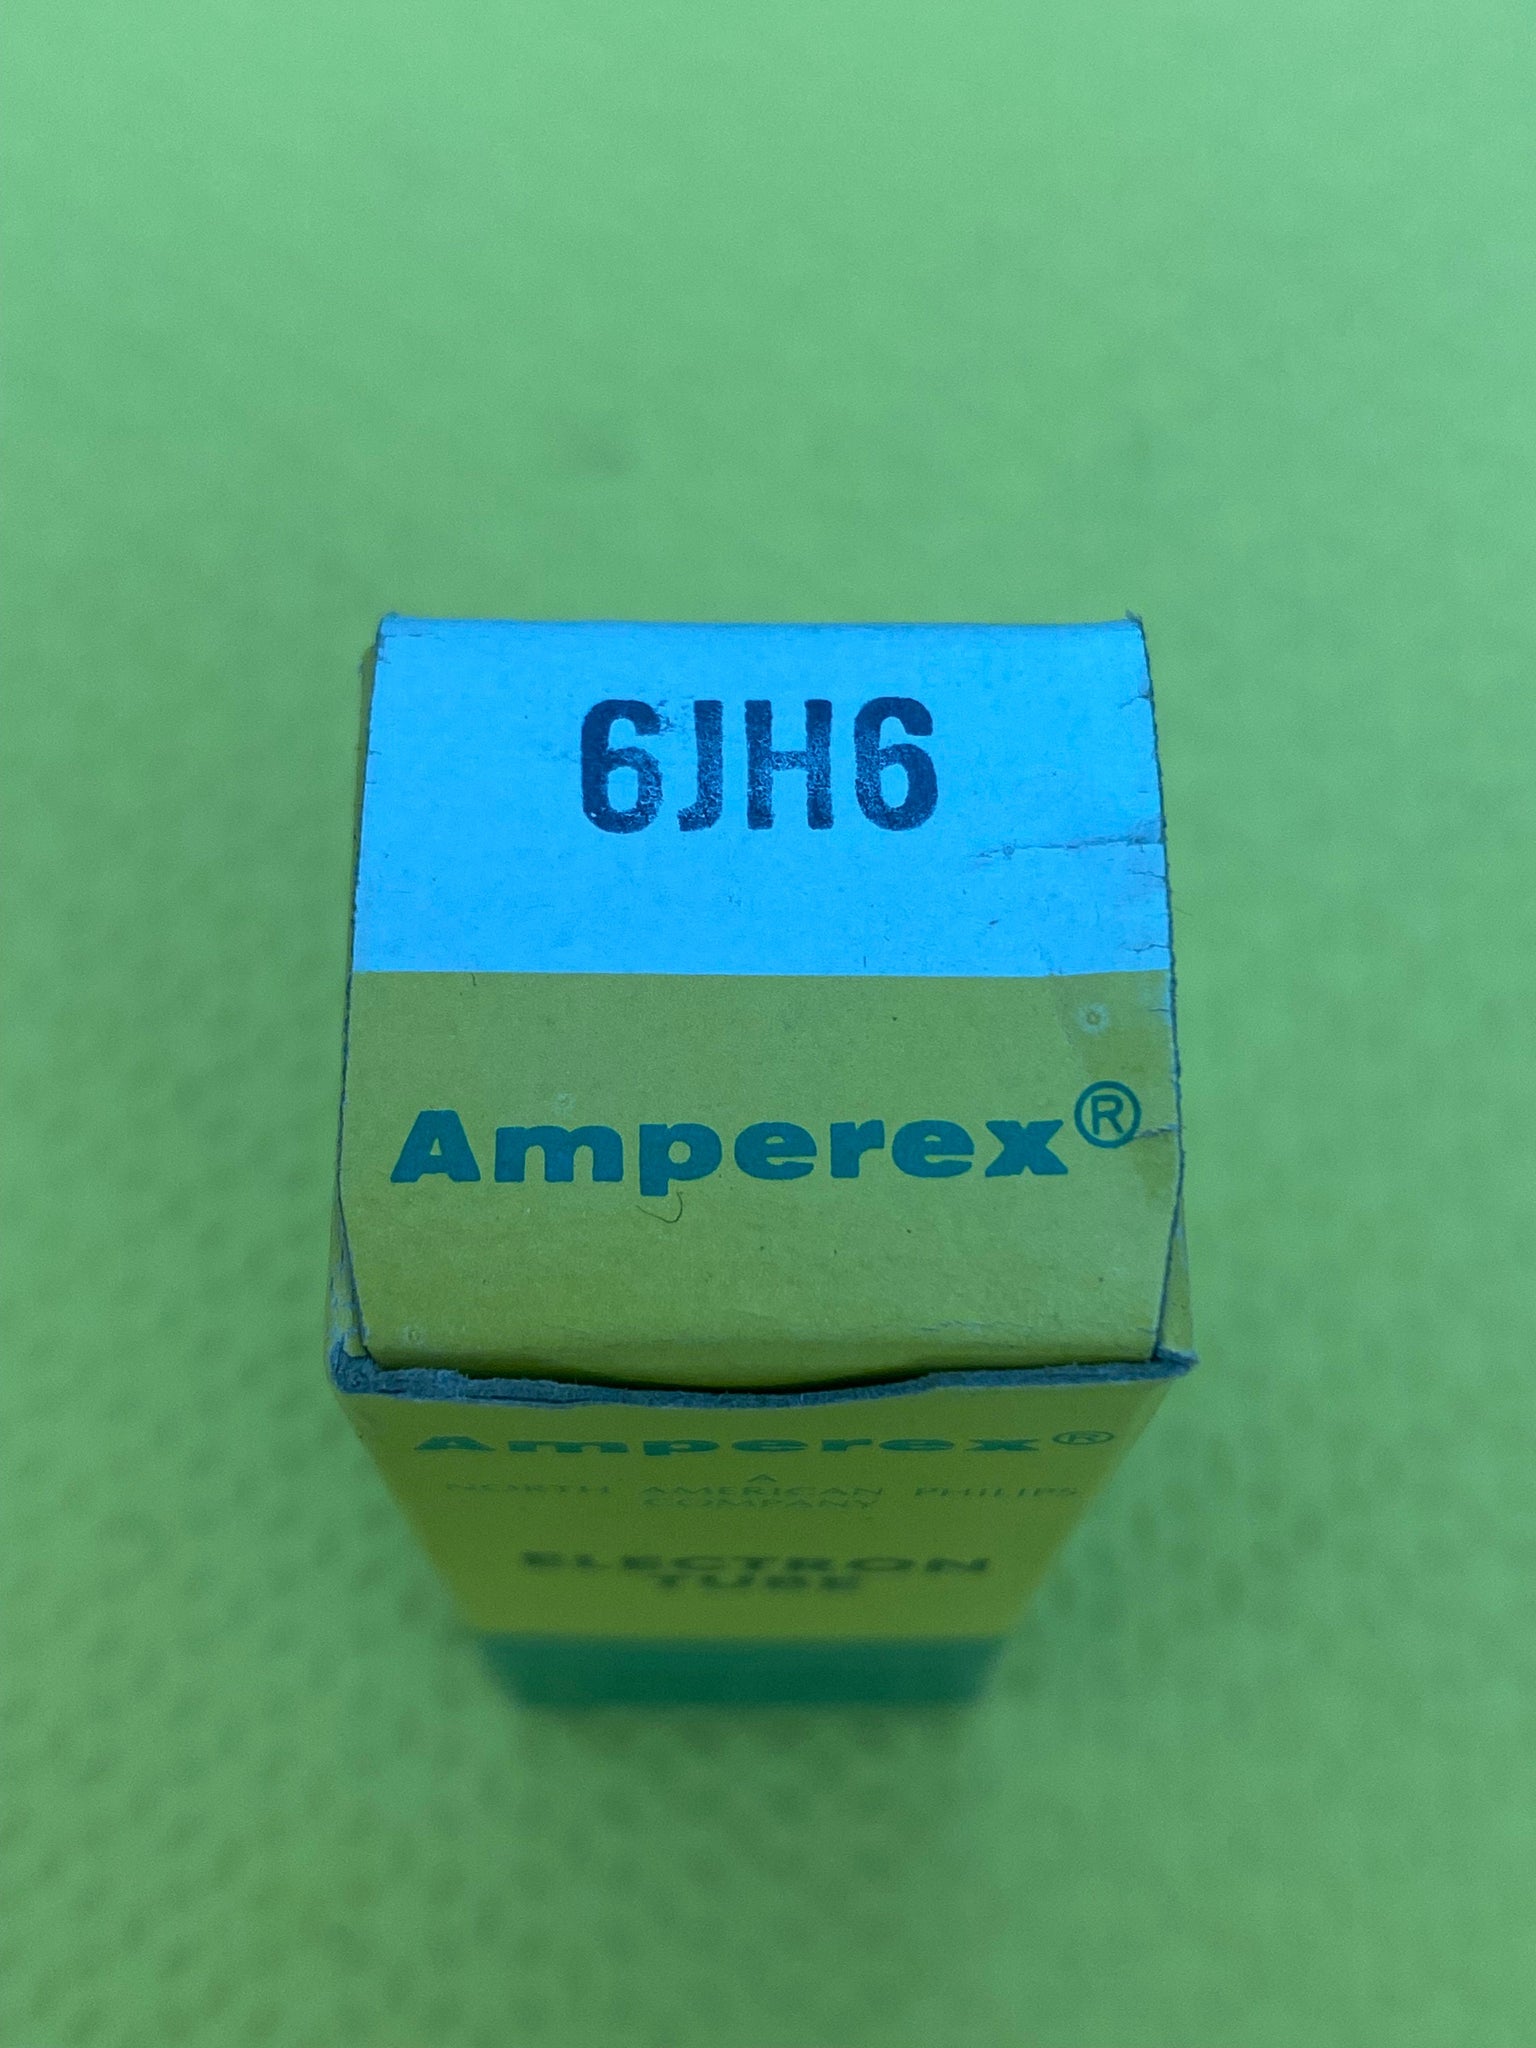 6JH6
Amperex®
Amperex®
A
NORTH AMERICAN PHILIPS
COMPANY
ELECTRON
TUBE